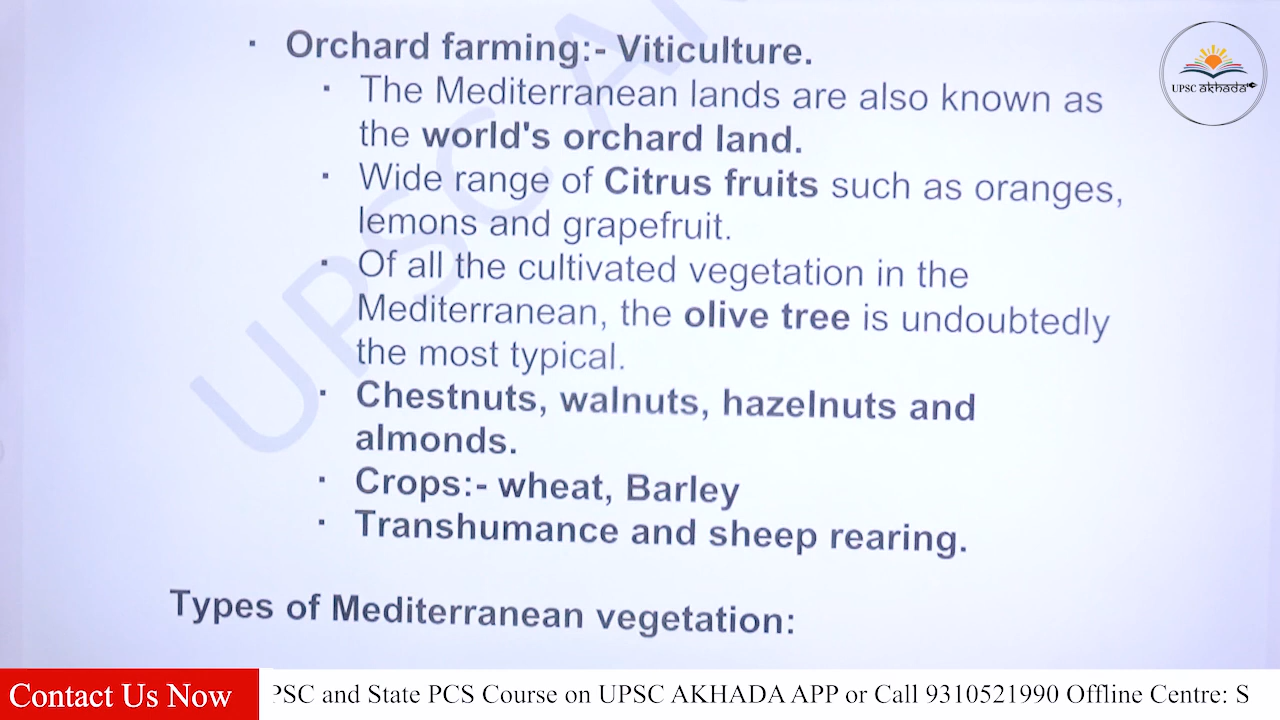 · Orchard farming:- Viticulture.
· The Mediterranean lands are also known as
the world's orchard land.
· Wide range of Citrus fruits such as oranges,
lemons and grapefruit.
· Of all the cultivated vegetation in the
Mediterranean, the olive tree is undoubtedly
the most typical.
· Chestnuts, walnuts, hazelnuts and
almonds.
· Crops:- wheat, Barley
· Transhumance and sheep rearing.
Types of Mediterranean vegetation:
UPSC akhada
UPSC A
Contact Us Now
PSC and State PCS Course on UPSC AKHADA APP or Call 9310521990 Offline Centre: S